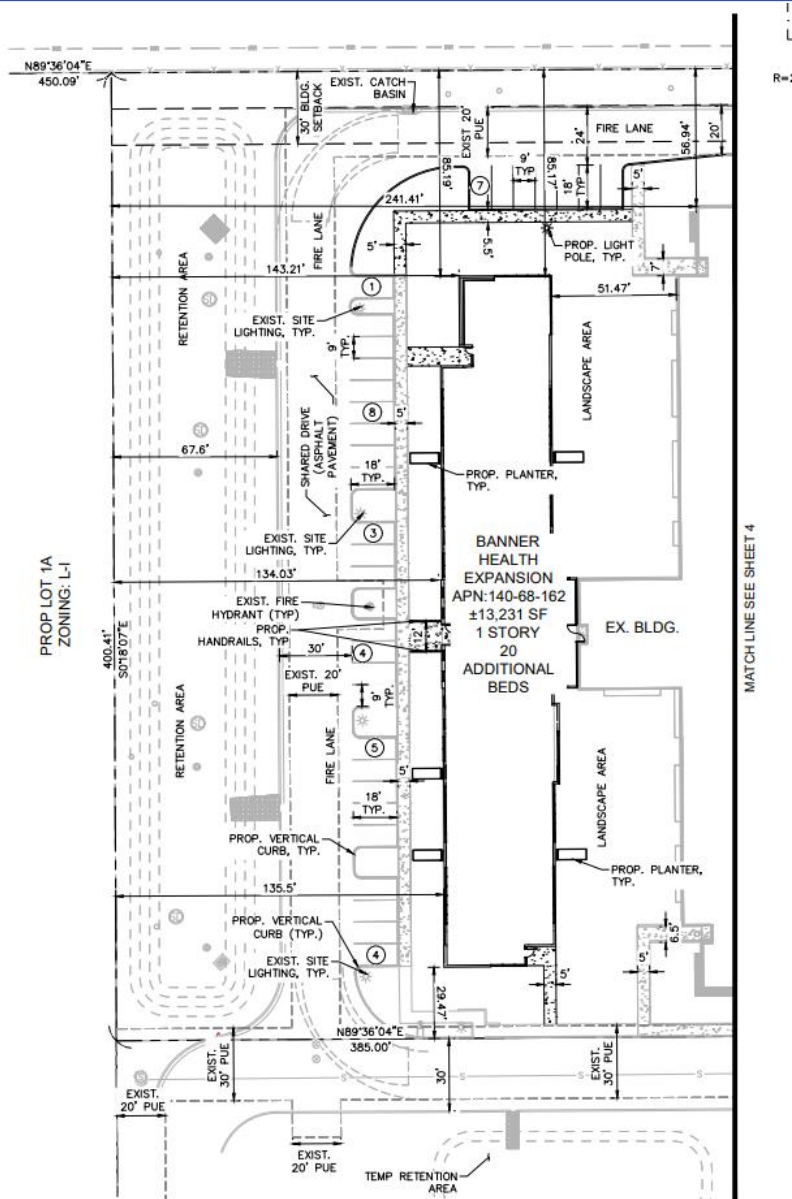 N89°36'04"E
450.09'
30' BLDG.
SETBACK
EXIST. CATCH
BASIN
EXIST 20'
PUE
24'
FIRE LANE
56.94'
20'
85.19'
7
9'
TYP
85.17'
18'
TYP
5'
241.41'
5'
5.5'
PROP. LIGHT
POLE, TYP.
7'
FIRE LANE
RETENTION AREA
143.21'
1
51.47'
EXIST. SITE
LIGHTING, TYP.
9'
TYP.
LANDSCAPE AREA
SHARED DRIVE
(ASPHALT
PAVEMENT)
8
5'
67.6'
18'
TYP.
PROP. PLANTER,
TYP.
3
EXIST. SITE
LIGHTING, TYP.
BANNER
HEALTH
EXPANSION
APN:140-68-162
±13,231 SF
1 STORY
20
ADDITIONAL
BEDS
134.03'
EXIST. FIRE
HYDRANT (TYP)
PROP.
HANDRAILS, TYP
12'
EX. BLDG.
PROP LOT 1A
ZONING: L-I
400.41'
S0°18'07"E
MATCH LINE SEE SHEET 4
30'
4
EXIST. 20'
PUE
9'
TYP.
RETENTION AREA
FIRE LANE
5
5'
18'
TYP.
LANDSCAPE AREA
PROP. VERTICAL
CURB, TYP.
PROP. PLANTER,
TYP.
135.5'
PROP. VERTICAL
CURB (TYP.)
4
EXIST. SITE
LIGHTING, TYP.
6.5'
5'
5'
29.47'
N89°36'04"E
385.00'
EXIST.
30' PUE
30'
EXIST.
30' PUE
S
S
S
S
EXIST.
20' PUE
EXIST.
20' PUE
TEMP RETENTION
AREA